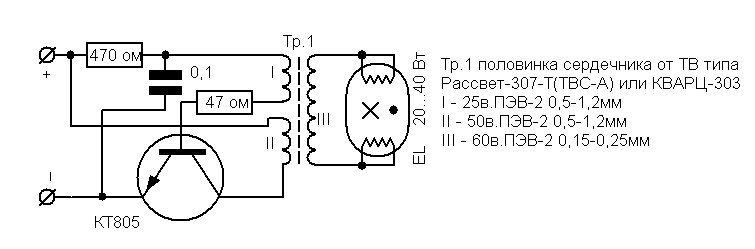 Тр.1
470 ом
+
0,1
I
47 ом
II
III
–
КТ805
EL 20...40 Вт
Тр.1 половинка сердечника от ТВ типа
Рассвет-307-Т(ТВС-А) или КВАРЦ-303
I - 25в.ПЭВ-2 0,5-1,2мм
II - 50в.ПЭВ-2 0,5-1,2мм
III - 60в.ПЭВ-2 0,15-0,25мм